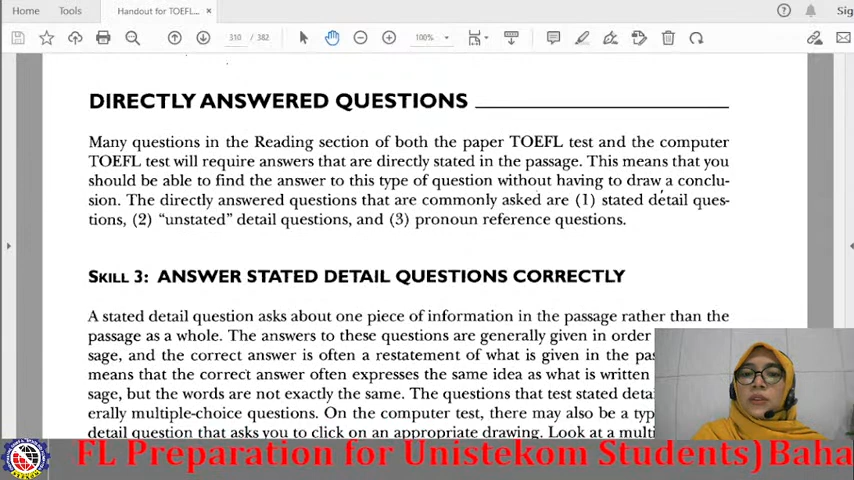 Home Tools Handout for TOEFL... × Sig
310 / 382 100%
DIRECTLY ANSWERED QUESTIONS
Many questions in the Reading section of both the paper TOEFL test and the computer
TOEFL test will require answers that are directly stated in the passage. This means that you
should be able to find the answer to this type of question without having to draw a conclu-
sion. The directly answered questions that are commonly asked are (1) stated detail ques-
tions, (2) "unstated" detail questions, and (3) pronoun reference questions.
SKILL 3: ANSWER STATED DETAIL QUESTIONS CORRECTLY
A stated detail question asks about one piece of information in the passage rather than the
passage as a whole. The answers to these questions are generally given in order
sage, and the correct answer is often a restatement of what is given in the pas
means that the correct answer often expresses the same idea as what is written
sage, but the words are not exactly the same. The questions that test stated detai
erally multiple-choice questions. On the computer test, there may also be a typ
detail question that asks you to click on an appropriate drawing. Look at a multi
FL Preparation for Unistekom Students) Baha